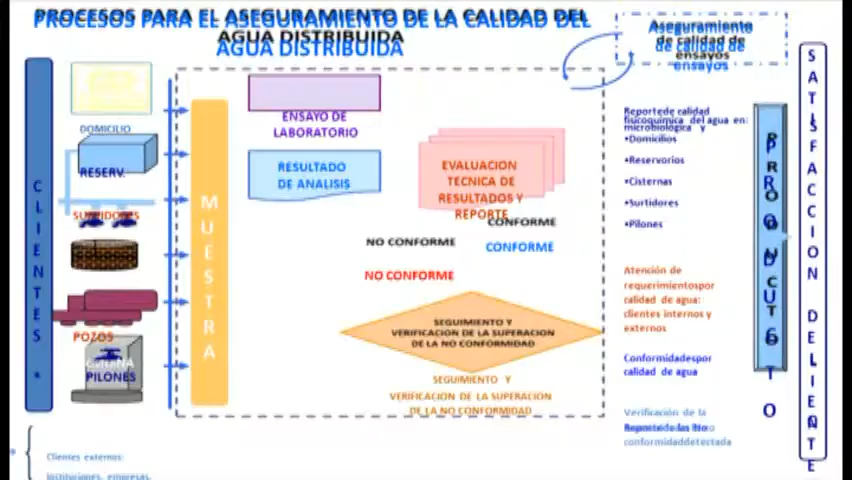 PROCESOS PARA EL ASEGURAMIENTO DE LA CALIDAD DEL
AGUA DISTRIBUIDA
Aseguramiento
de calidad de
ensayos
CLIENTES
DOMICILIO
RESERV.
SURTIDORES
POZOS
PILONES
MUESTRA
ENSAYO DE
LABORATORIO
RESULTADO
DE ANALISIS
EVALUACION
TECNICA DE
RESULTADOS Y
REPORTE
CONFORME
NO CONFORME
CONFORME
NO CONFORME
SEGUIMIENTO Y
VERIFICACION DE LA SUPERACION
DE LA NO CONFORMIDAD
SEGUIMIENTO Y
VERIFICACION DE LA SUPERACION
DE LA NO CONFORMIDAD
Reporte de calidad
fisicoquímica del agua en:
microbiológica y
•Domicilios
•Reservorios
•Cisternas
•Surtidores
•Pilones
Atención de
requerimientospor
calidad de agua:
clientes internos y
externos
Conformidadespor
calidad de agua
Verificación de la
conformidaddetectada
PRODUCTO
SATISFACCION DEL CLIENTE
Clientes externos:
Instituciones, empresas,